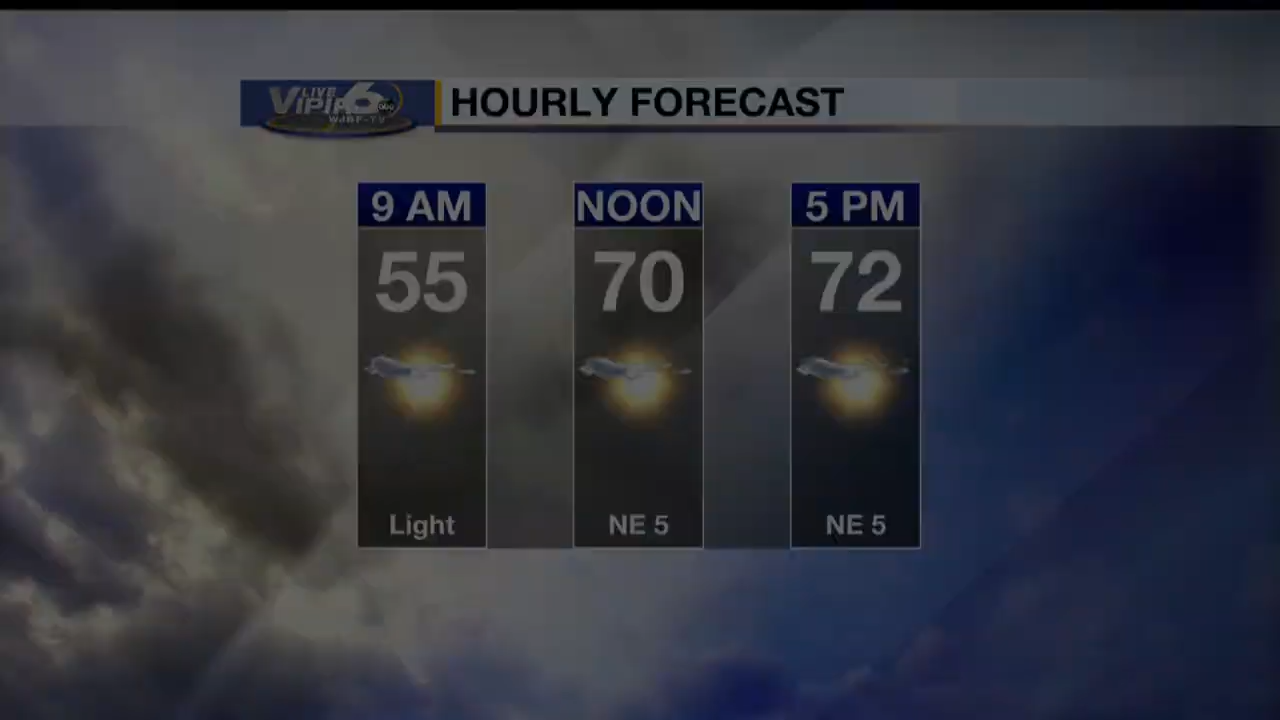 LIVE
VIPIR 6 abc
WJBF-TV
HOURLY FORECAST
9 AM
NOON
5 PM
55
70
72
Light
NE 5
NE 5